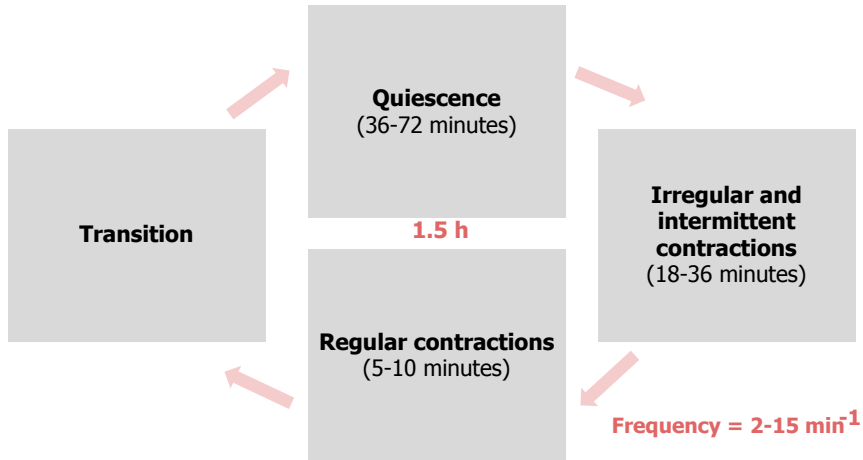 Quiescence
(36-72 minutes)
Irregular and
intermittent
contractions
(18-36 minutes)
Transition
1.5 h
Regular contractions
(5-10 minutes)
Frequency = 2-15 min-1